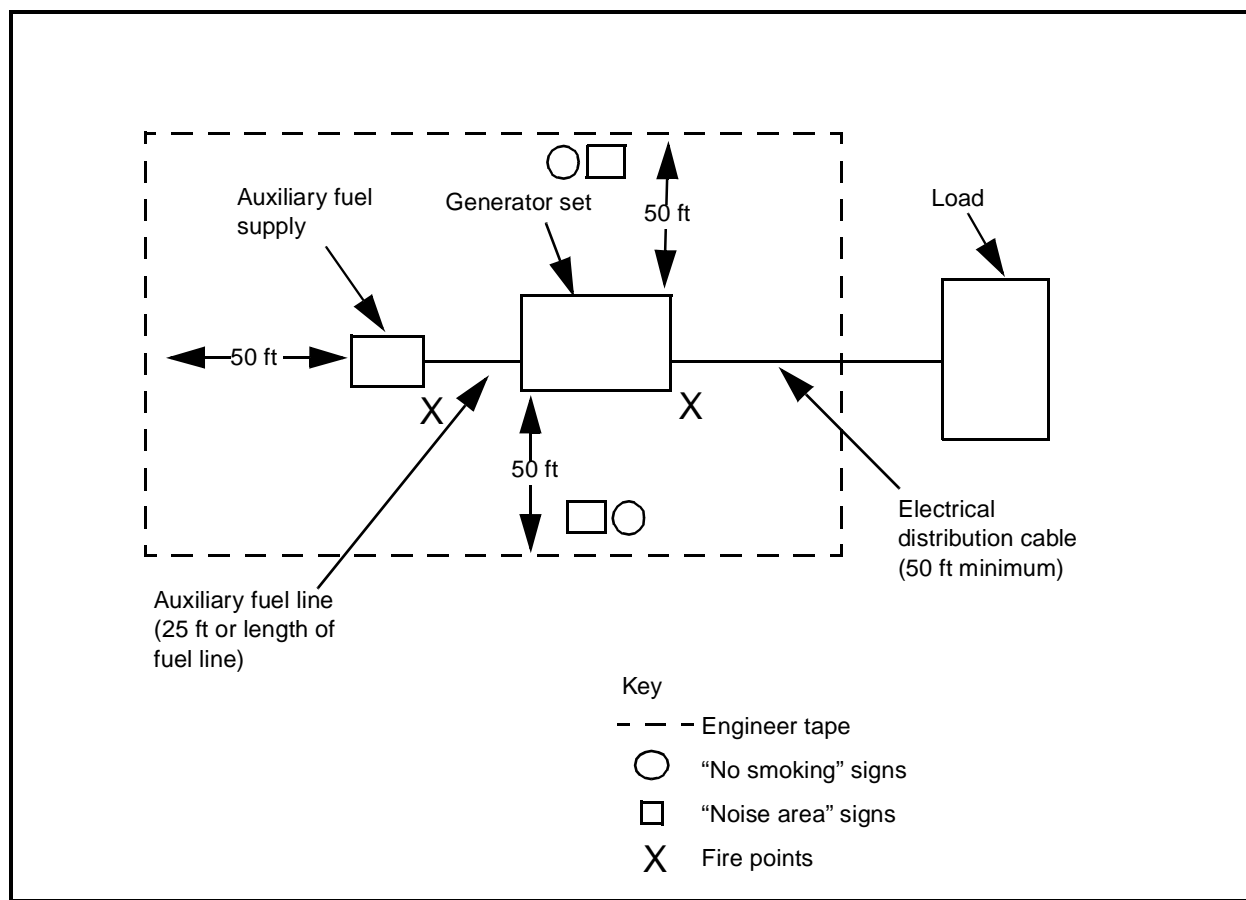 Auxiliary fuel
supply
Generator set
50 ft
Load
50 ft
X
X
50 ft
Electrical
distribution cable
(50 ft minimum)
Auxiliary fuel line
(25 ft or length of
fuel line)
Key
Engineer tape
“No smoking” signs
“Noise area” signs
X Fire points